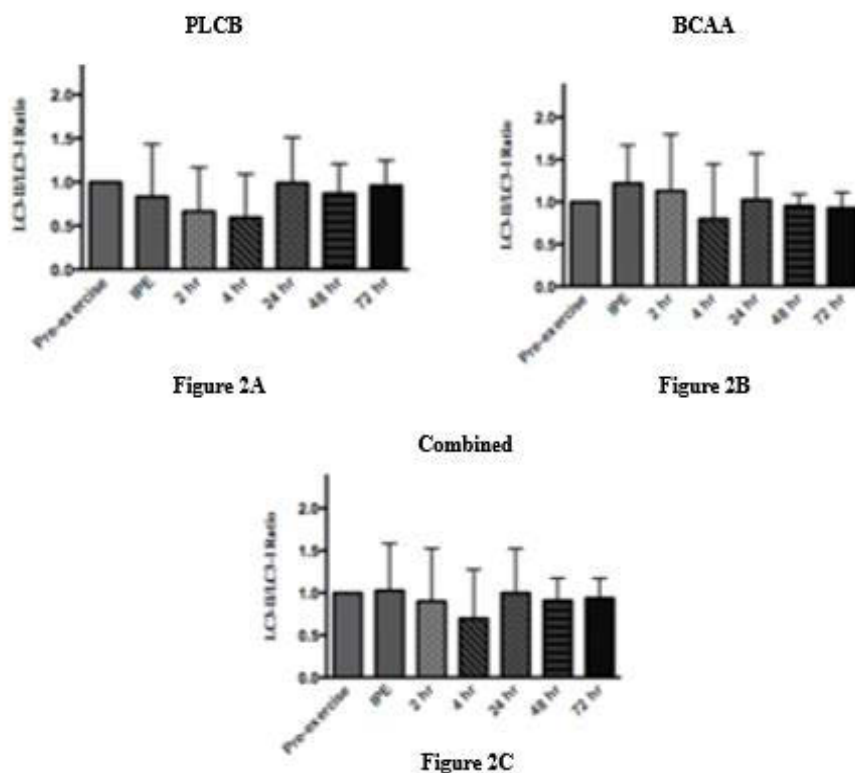 PLCB
LC3-II/LC3-I Ratio
2.0
1.5
1.0
0.5
0.0
Pre-exercise
IPE
2 hr
4 hr
24 hr
48 hr
72 hr
Figure 2A
BCAA
LC3-II/LC3-I Ratio
2.0
1.5
1.0
0.5
0.0
Pre-exercise
IPE
2 hr
4 hr
24 hr
48 hr
72 hr
Figure 2B
Combined
LC3-II/LC3-I Ratio
2.0
1.5
1.0
0.5
0.0
Pre-exercise
IPE
2 hr
4 hr
24 hr
48 hr
72 hr
Figure 2C